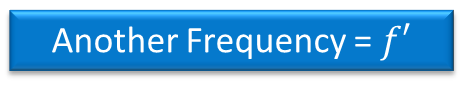 Another Frequency = f′